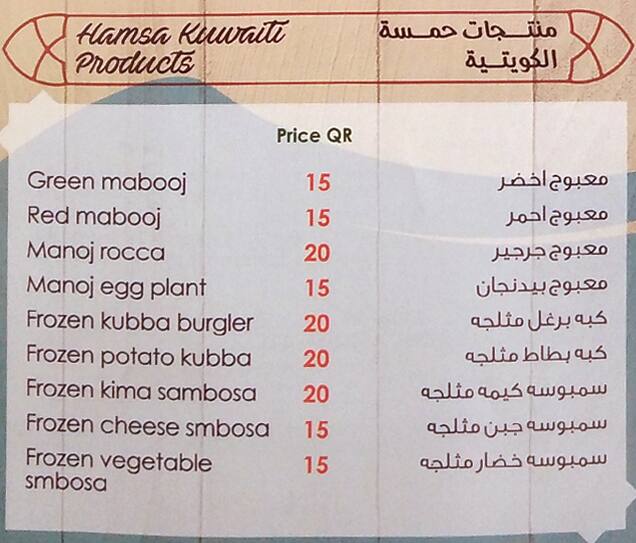 Hamsa Kuwaiti
Products
منتجات حمسة
الكويتية
Price QR
Green mabooj 15 معبوج اخضر
Red mabooj 15 معبوج احمر
Manoj rocca 20 معبوج جرجير
Manoj egg plant 15 معبوج بيدنجان
Frozen kubba burgler 20 كبه برغل مثلجه
Frozen potato kubba 20 كبه بطاط مثلجه
Frozen kima sambosa 20 سمبوسه كيمه مثلجه
Frozen cheese smbosa 15 سمبوسه جبن مثلجه
Frozen vegetable 15 سمبوسه خضار مثلجه
smbosa